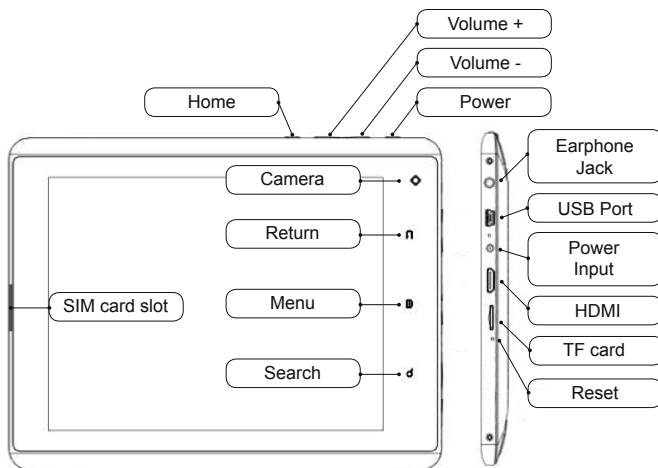 Volume +
Volume -
Home
Power
Camera
Return
SIM card slot
Menu
Search
Earphone
Jack
USB Port
Power
Input
HDMI
TF card
Reset